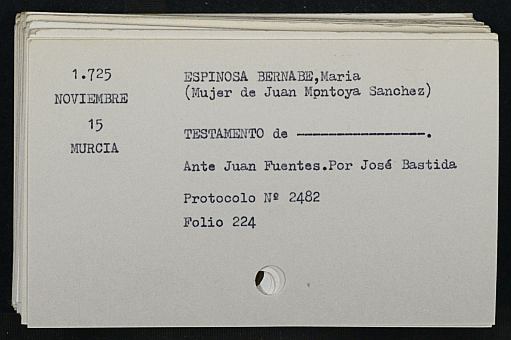 1.725
NOVIEMBRE
15
MURCIA
ESPINOSA BERNABE,Maria
(Mujer de Juan Montoya Sanchez)
TESTAMENTO de ------------------.
Ante Juan Fuentes.Por José Bastida
Protocolo Nº 2482
Folio 224